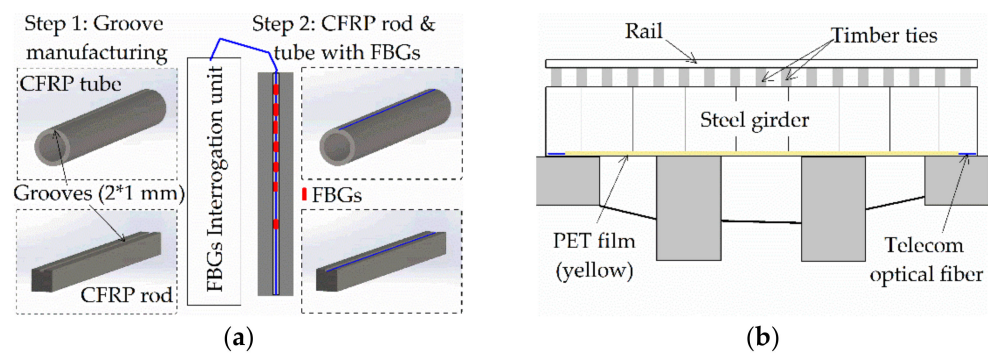 Step 1: Groove
manufacturing
CFRP tube
Grooves (2*1 mm)
CFRP rod
FBGs Interrogation unit
Step 2: CFRP rod &
tube with FBGs
FBGs
(a)
Rail
Timber ties
Steel girder
PET film
(yellow)
Telecom
optical fiber
(b)